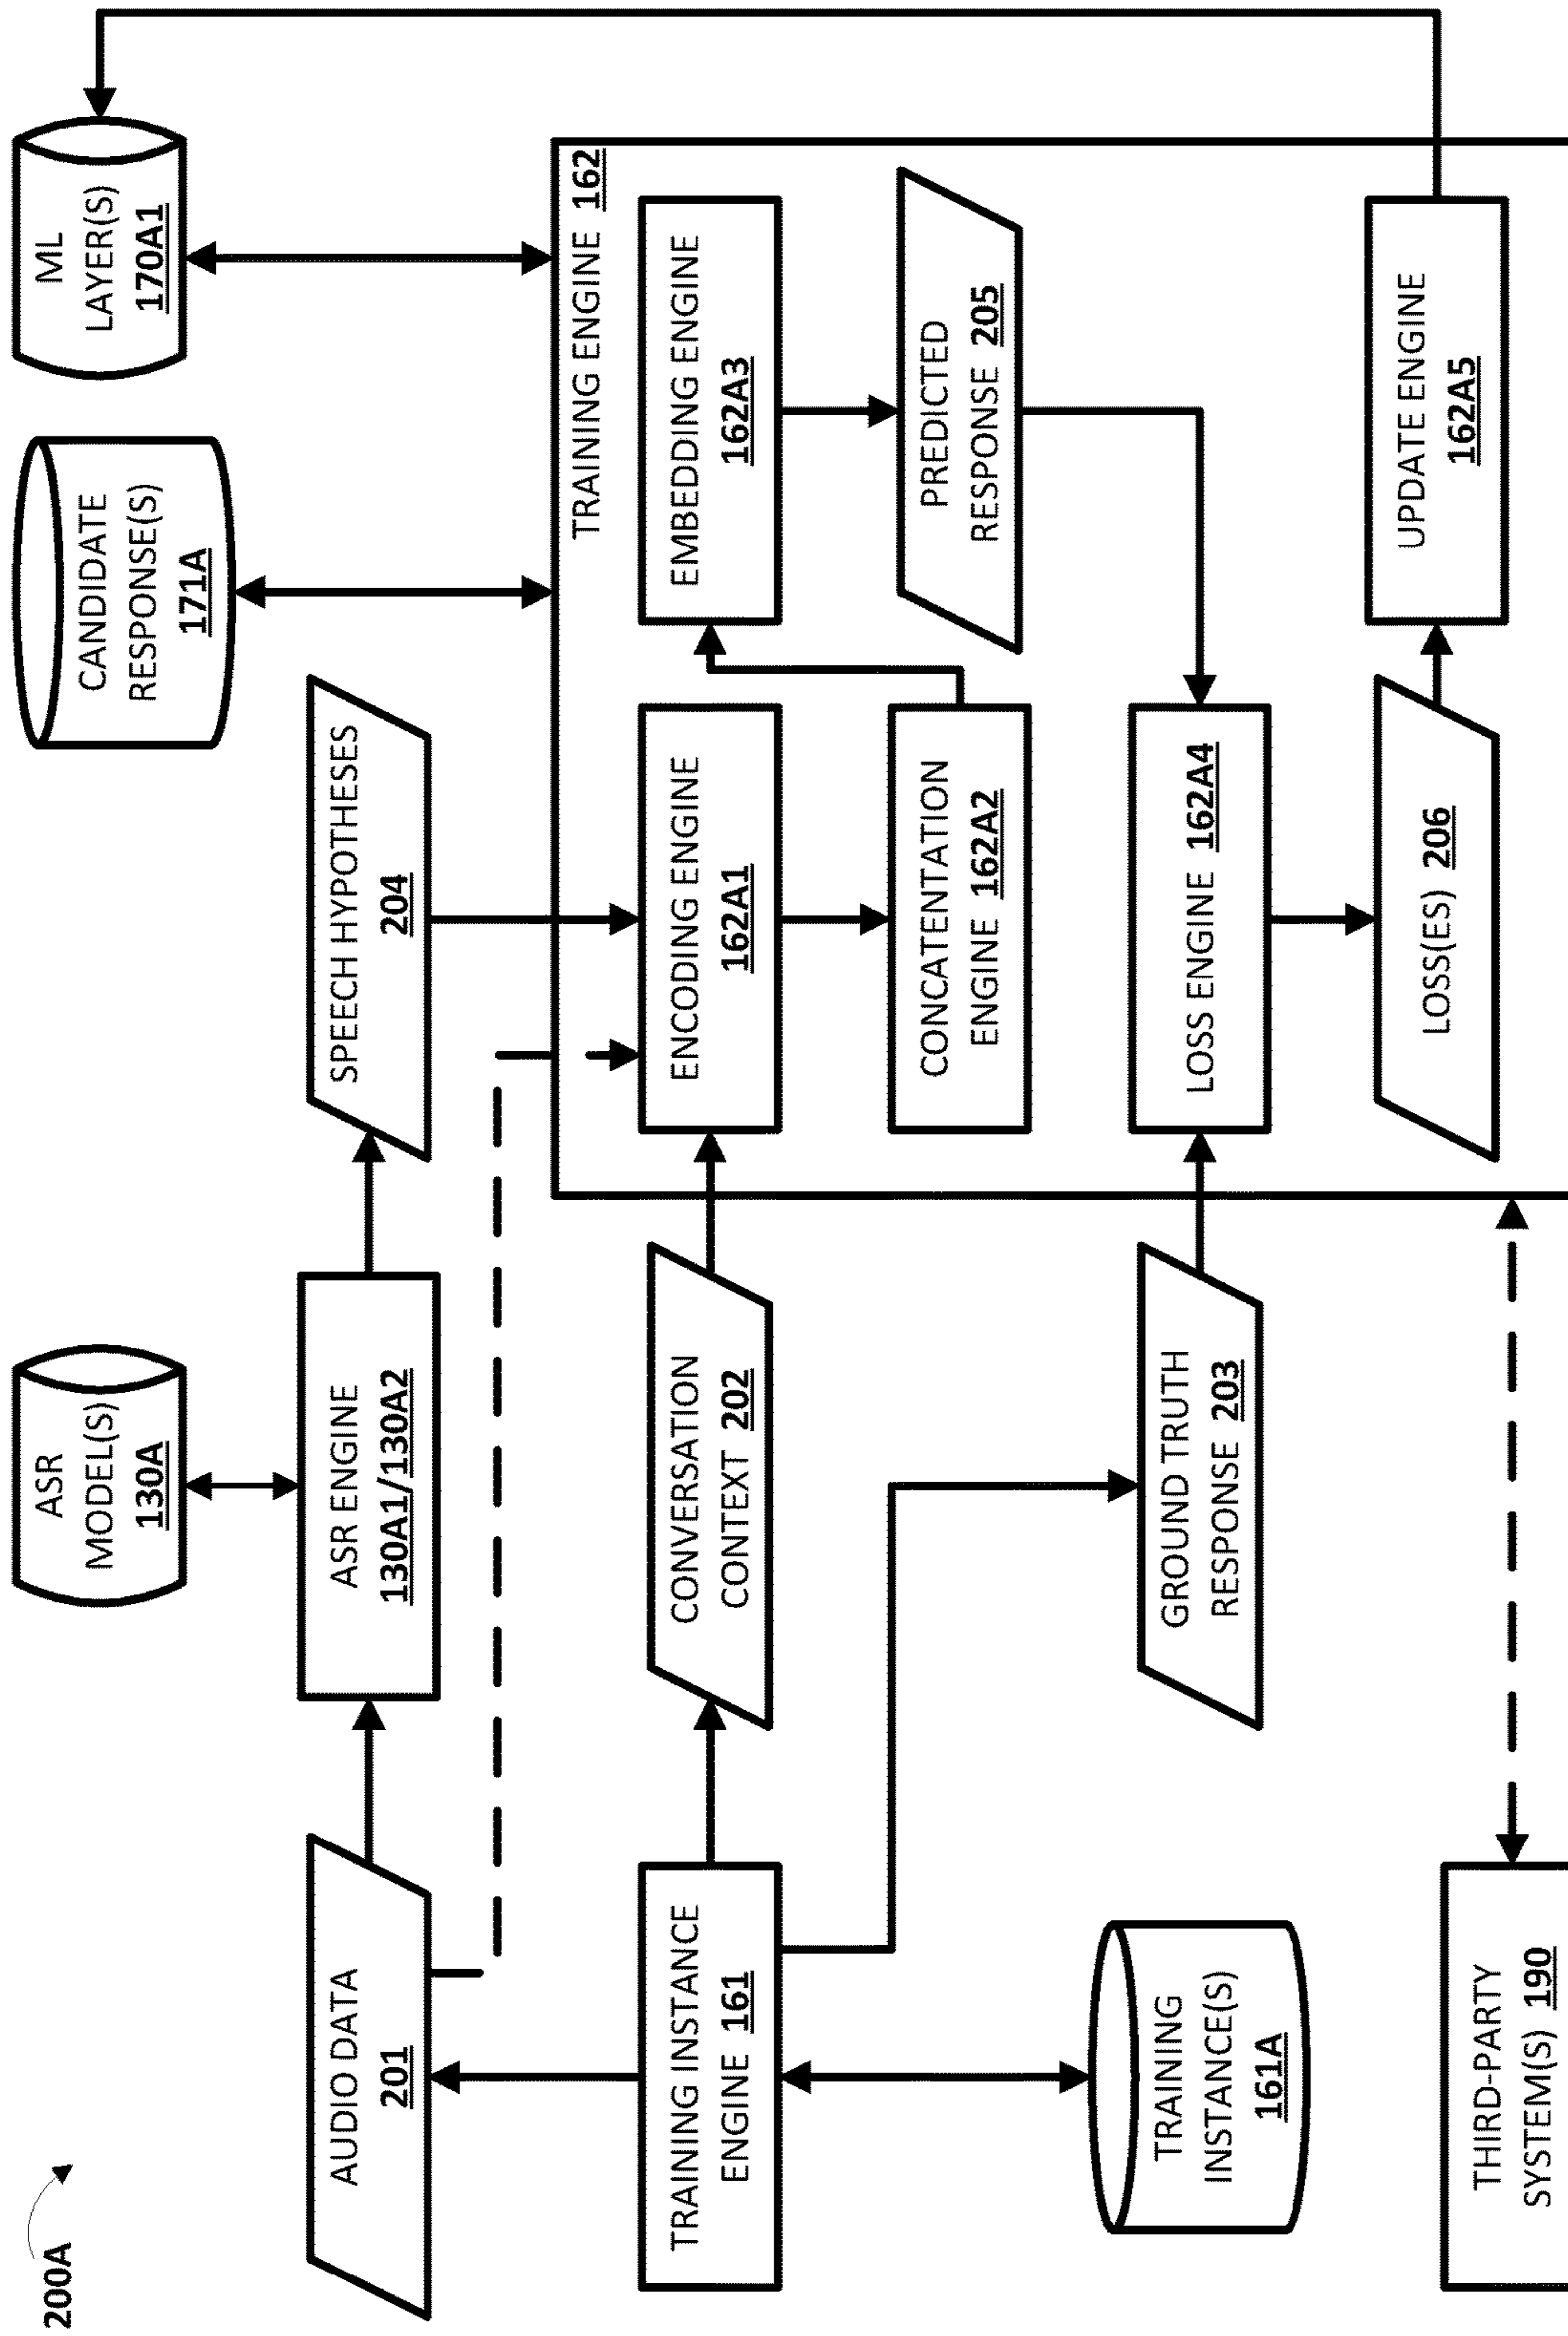 200A
ASR
MODEL(S)
130A
CANDIDATE
RESPONSE(S)
171A
ML
LAYER(S)
170A1
AUDIO DATA
201
ASR ENGINE
130A1/130A2
SPEECH HYPOTHESES
204
TRAINING ENGINE 162
TRAINING INSTANCE
ENGINE 161
CONVERSATION
CONTEXT 202
ENCODING ENGINE
162A1
EMBEDDING ENGINE
162A3
CONCATENTATION
ENGINE 162A2
PREDICTED
RESPONSE 205
TRAINING
INSTANCE(S)
161A
GROUND TRUTH
RESPONSE 203
LOSS ENGINE 162A4
LOSS(ES) 206
UPDATE ENGINE
162A5
THIRD-PARTY
SYSTEM(S) 190